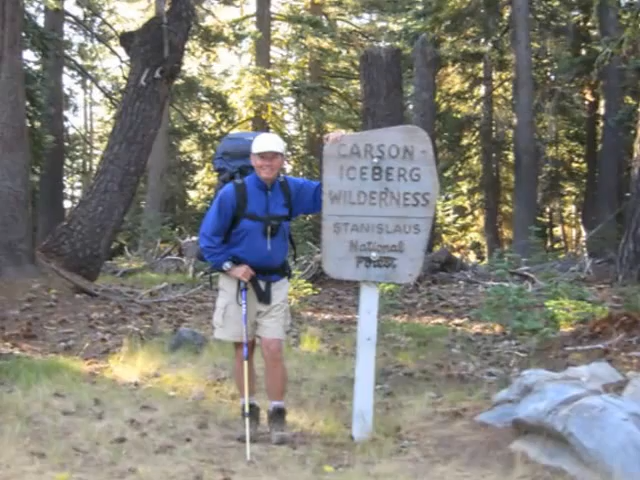 CARSON -
ICEBERG
WILDERNESS
STANISLAUS
National
Forest